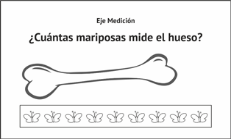 Eje Medición
¿Cuántas mariposas mide el hueso?